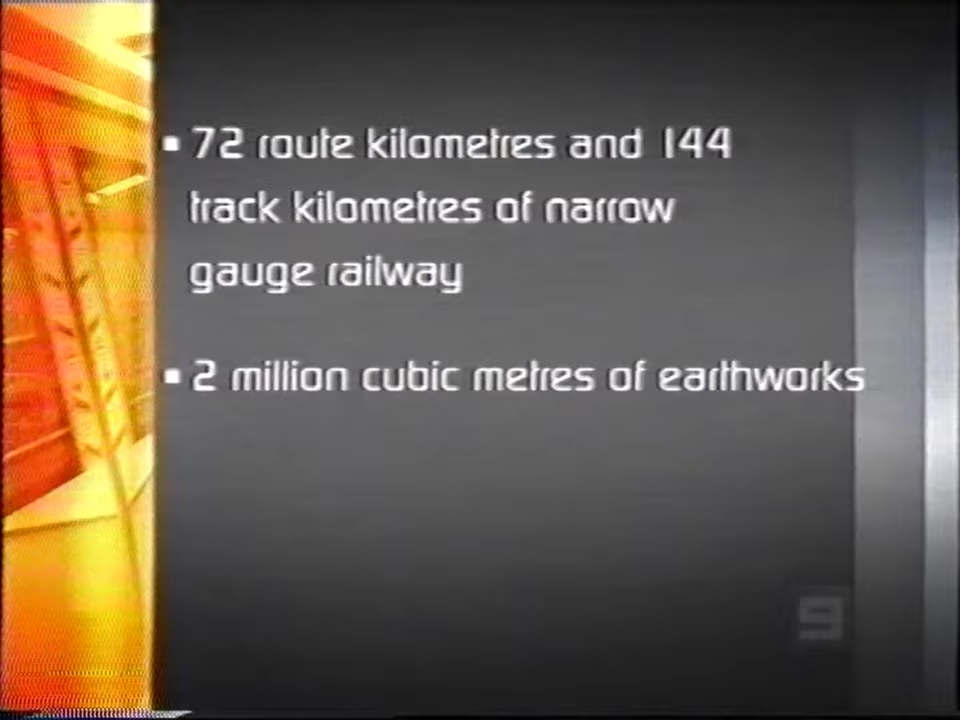 ▪ 72 route kilometres and 144
track kilometres of narrow
gauge railway
▪ 2 million cubic metres of earthworks
9